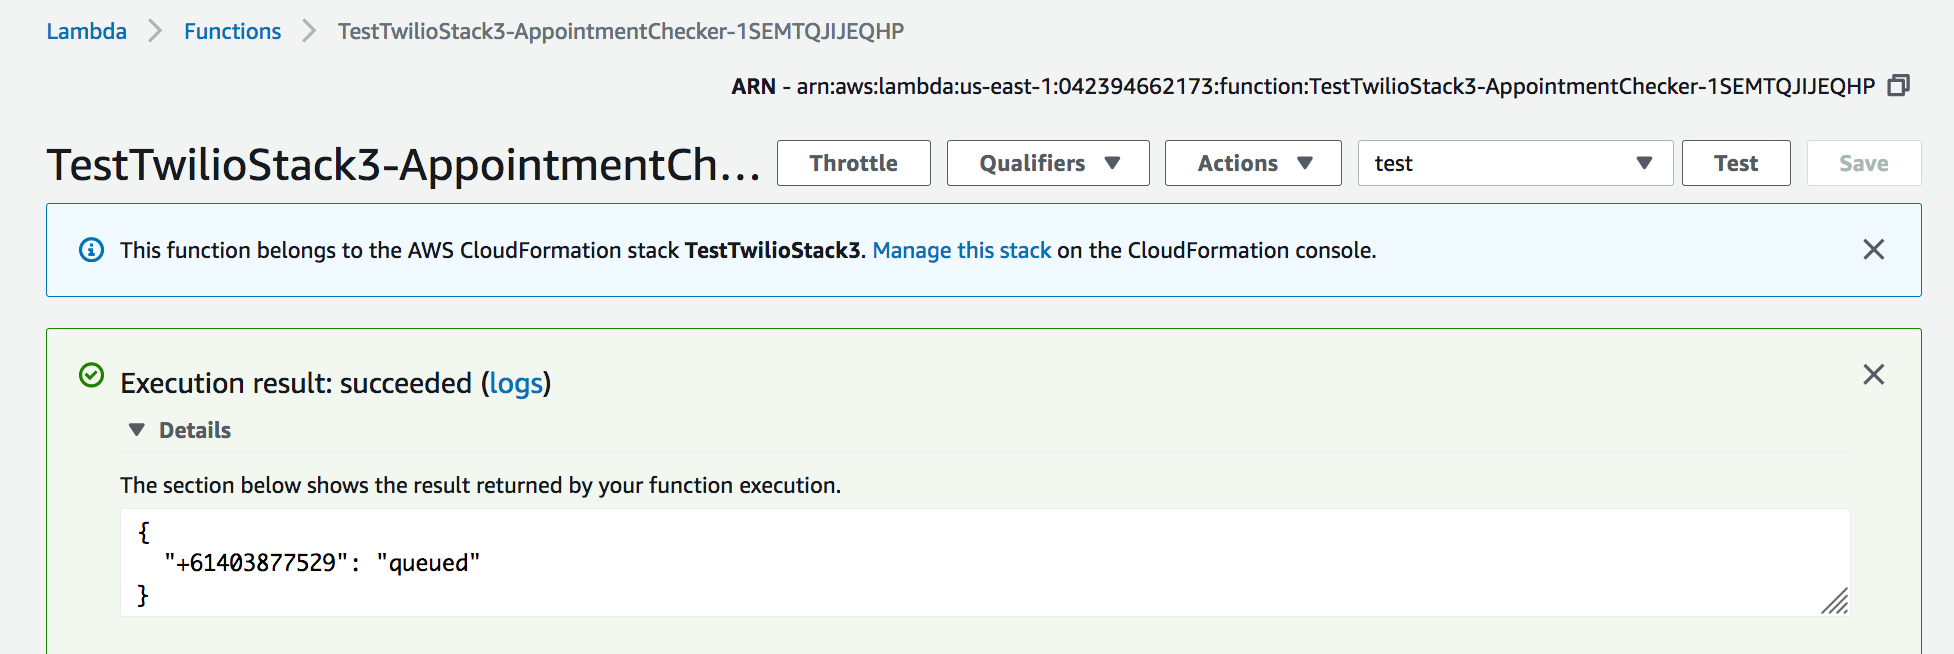 Lambda > Functions > TestTwilioStack3-AppointmentChecker-1SEMTQJIJEQHP
ARN - arn:aws:lambda:us-east-1:042394662173:function:TestTwilioStack3-AppointmentChecker-1SEMTQJIJEQHP
TestTwilioStack3-AppointmentCh... Throttle Qualifiers Actions test Test Save
This function belongs to the AWS CloudFormation stack TestTwilioStack3. Manage this stack on the CloudFormation console.
Execution result: succeeded (logs)
Details
The section below shows the result returned by your function execution.
{
"+61403877529": "queued"
}